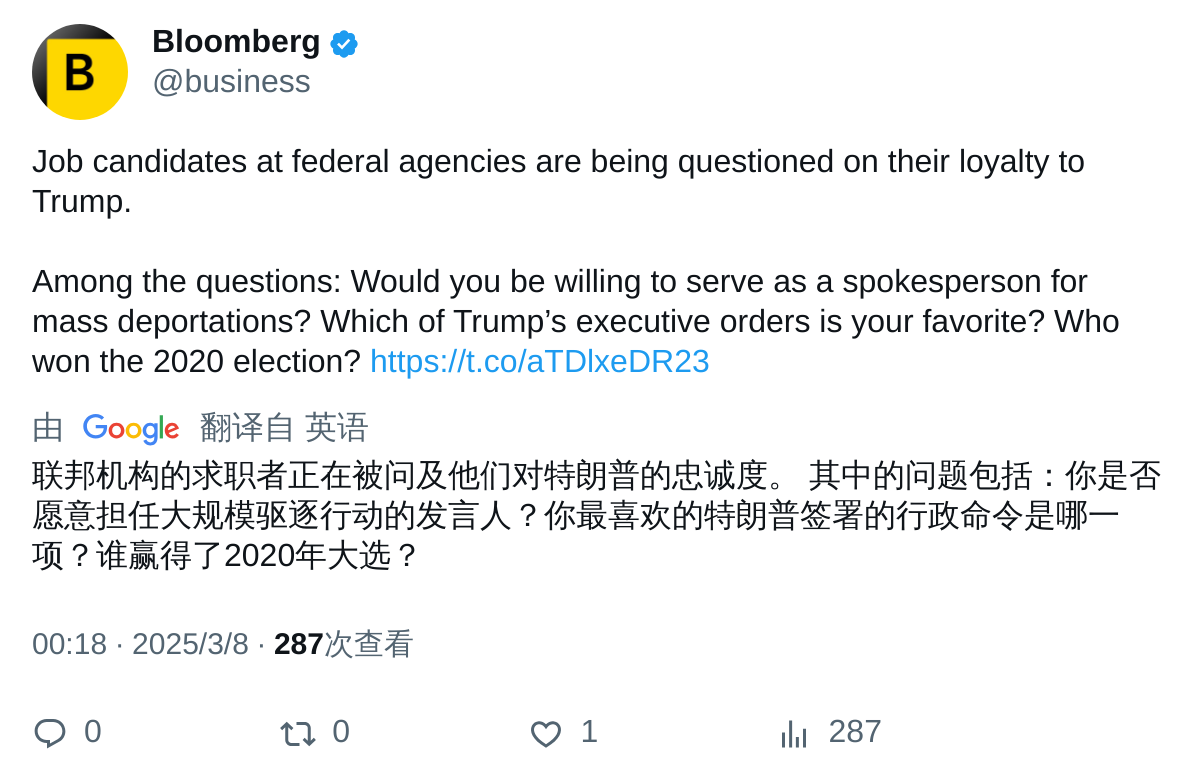 B
Bloomberg
@business
Job candidates at federal agencies are being questioned on their loyalty to
Trump.
Among the questions: Would you be willing to serve as a spokesperson for
mass deportations? Which of Trump’s executive orders is your favorite? Who
won the 2020 election? https://t.co/aTDlxeDR23
由 Google 翻译自 英语
联邦机构的求职者正在被问及他们对特朗普的忠诚度。 其中的问题包括：你是否
愿意担任大规模驱逐行动的发言人？你最喜欢的特朗普签署的行政命令是哪一
项？谁赢得了2020年大选？
00:18 · 2025/3/8 · 287次查看
0 0 1 287